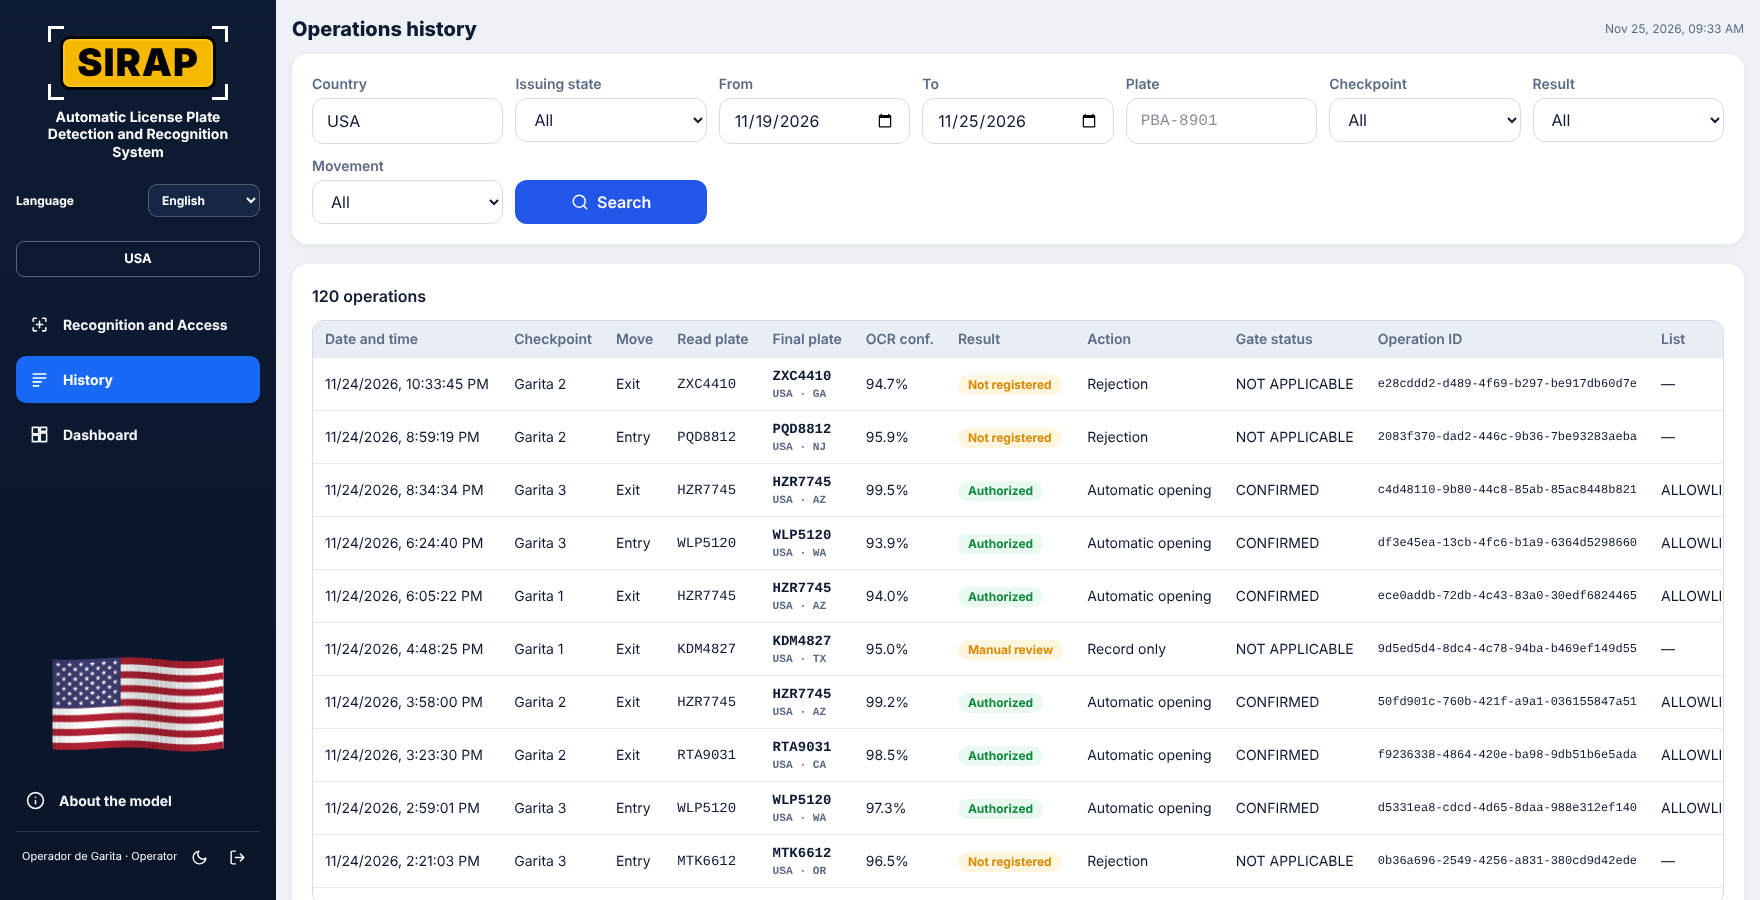 SIRAP
Automatic License Plate
Detection and Recognition
System
Language
English
USA
Recognition and Access
History
Dashboard
About the model
Operador de Garita · Operator
Operations history
Nov 25, 2026, 09:33 AM
Country
Issuing state
From
To
Plate
Checkpoint
Result
USA
All
11/19/2026
11/25/2026
PBA-8901
All
All
Movement
All
Search
120 operations
Date and time Checkpoint Move Read plate Final plate OCR conf. Result Action Gate status Operation ID List
11/24/2026, 10:33:45 PM Garita 2 Exit ZXC4410 ZXC4410 94.7% Not registered Rejection NOT APPLICABLE e28cddd2-d489-4f69-b297-be917db60d7e —
USA · GA
11/24/2026, 8:59:19 PM Garita 2 Entry PQD8812 PQD8812 95.9% Not registered Rejection NOT APPLICABLE 2083f370-dad2-446c-9b36-7be93283aeba —
USA · NJ
11/24/2026, 8:34:34 PM Garita 3 Exit HZR7745 HZR7745 99.5% Authorized Automatic opening CONFIRMED c4d48110-9b80-44c8-85ab-85ac8448b821 ALLOWLI
USA · AZ
11/24/2026, 6:24:40 PM Garita 3 Entry WLP5120 WLP5120 93.9% Authorized Automatic opening CONFIRMED df3e45ea-13cb-4fc6-b1a9-6364d5298660 ALLOWLI
USA · WA
11/24/2026, 6:05:22 PM Garita 1 Exit HZR7745 HZR7745 94.0% Authorized Automatic opening CONFIRMED ece0addb-72db-4c43-83a0-30edf6824465 ALLOWLI
USA · AZ
11/24/2026, 4:48:25 PM Garita 1 Exit KDM4827 KDM4827 95.0% Manual review Record only NOT APPLICABLE 9d5ed5d4-8dc4-4c78-94ba-b469ef149d55 —
USA · TX
11/24/2026, 3:58:00 PM Garita 2 Exit HZR7745 HZR7745 99.2% Authorized Automatic opening CONFIRMED 50fd901c-760b-421f-a9a1-036155847a51 ALLOWLI
USA · AZ
11/24/2026, 3:23:30 PM Garita 2 Exit RTA9031 RTA9031 98.5% Authorized Automatic opening CONFIRMED f9236338-4864-420e-ba98-9db51b6e5ada ALLOWLI
USA · CA
11/24/2026, 2:59:01 PM Garita 3 Entry WLP5120 WLP5120 97.3% Authorized Automatic opening CONFIRMED d5331ea8-cdcd-4d65-8daa-988e312ef140 ALLOWLI
USA · WA
11/24/2026, 2:21:03 PM Garita 3 Entry MTK6612 MTK6612 96.5% Not registered Rejection NOT APPLICABLE 0b36a696-2549-4256-a831-380cd9d42ede —
USA · OR